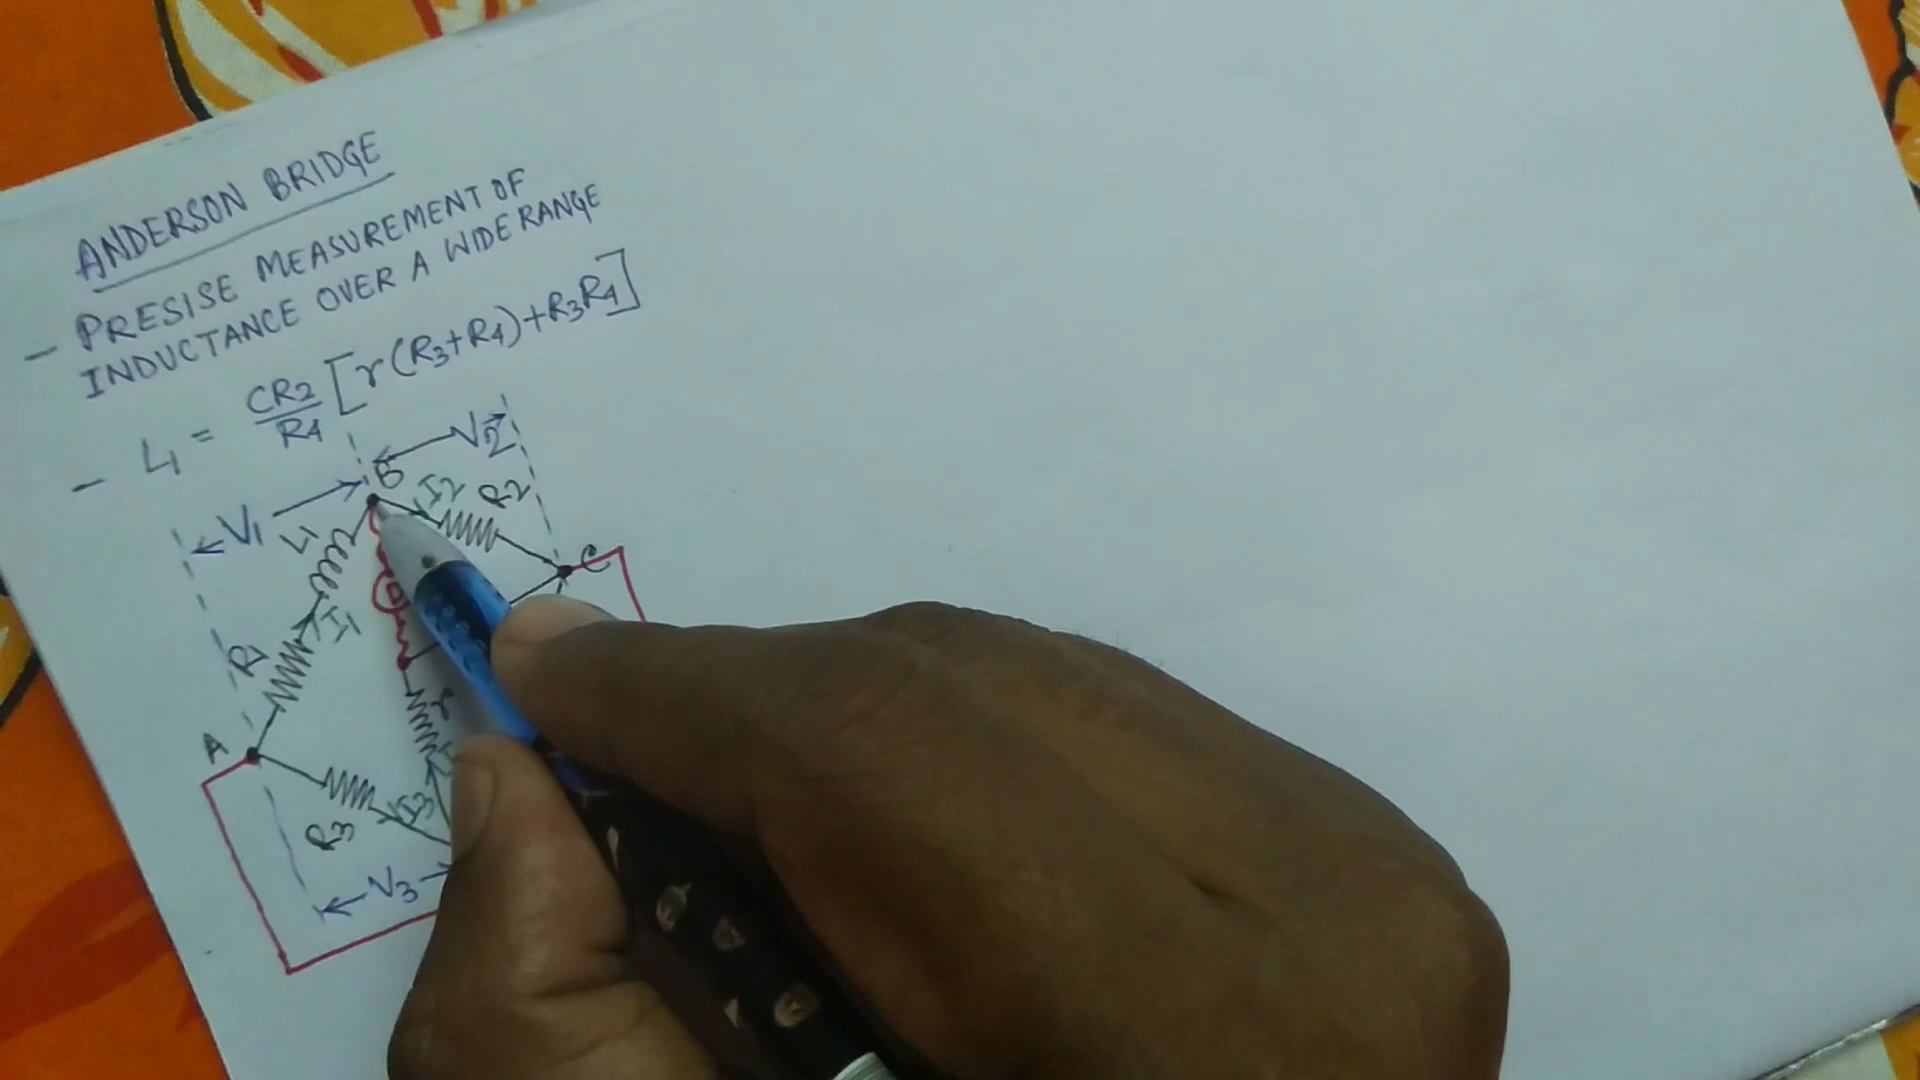 ANDERSON BRIDGE
- PRESISE MEASUREMENT OF
INDUCTANCE OVER A WIDE RANGE
- L1 = CR2/R4 [r(R3+R4)+R3R4]
V2
B
V1
I2
R2
L1
C
D
I1
R1
r
A
I3
R3
V3